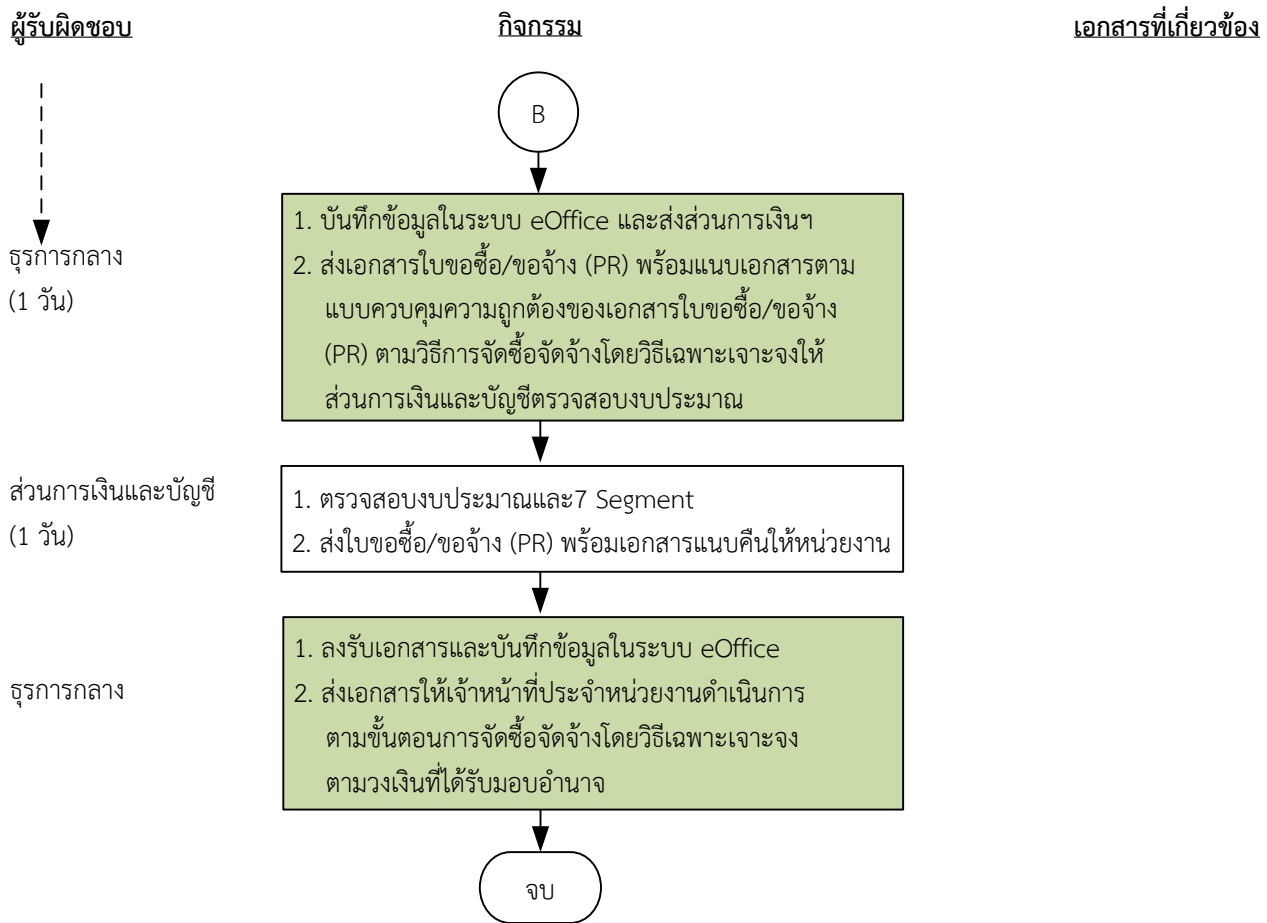 ผู้รับผิดชอบ
กิจกรรม
เอกสารที่เกี่ยวข้อง
B
ธุรการกลาง
(1 วัน)
1. บันทึกข้อมูลในระบบ eOffice และส่งส่วนการเงินฯ
2. ส่งเอกสารใบขอซื้อ/ขอจ้าง (PR) พร้อมแนบเอกสารตาม
แบบควบคุมความถูกต้องของเอกสารใบขอซื้อ/ขอจ้าง
(PR) ตามวิธีการจัดซื้อจัดจ้างโดยวิธีเฉพาะเจาะจงให้
ส่วนการเงินและบัญชีตรวจสอบงบประมาณ
ส่วนการเงินและบัญชี
(1 วัน)
1. ตรวจสอบงบประมาณและ7 Segment
2. ส่งใบขอซื้อ/ขอจ้าง (PR) พร้อมเอกสารแนบคืนให้หน่วยงาน
ธุรการกลาง
1. ลงรับเอกสารและบันทึกข้อมูลในระบบ eOffice
2. ส่งเอกสารให้เจ้าหน้าที่ประจำหน่วยงานดำเนินการ
ตามขั้นตอนการจัดซื้อจัดจ้างโดยวิธีเฉพาะเจาะจง
ตามวงเงินที่ได้รับมอบอำนาจ
จบ